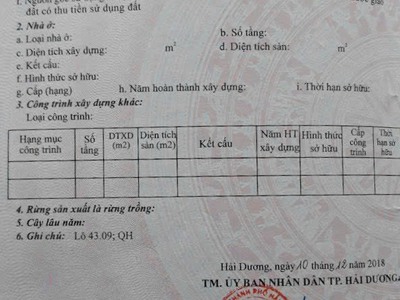 đất có thu tiền sử dụng đất
2. Nhà ở:
a. Loại nhà ở: b. Số tầng:
c. Diện tích xây dựng: m² d. Diện tích sàn: m²
e. Kết cấu:
f. Hình thức sở hữu:
g. Cấp (hạng) h. Năm hoàn thành xây dựng: i. Thời hạn sở hữu:
3. Công trình xây dựng khác:
Loại công trình:
Hạng mục công trình
Số tầng
DTXD (m2)
Diện tích sàn (m2)
Kết cấu
Năm HT xây dựng
Hình thức sở hữu
Cấp công trình
Thời hạn sở hữu
4. Rừng sản xuất là rừng trồng:
5. Cây lâu năm:
6. Ghi chú: Lô 43.09; QH
Hải Dương, ngày 10 tháng 12 năm 2018
TM. ỦY BAN NHÂN DÂN TP. HẢI DƯƠNG